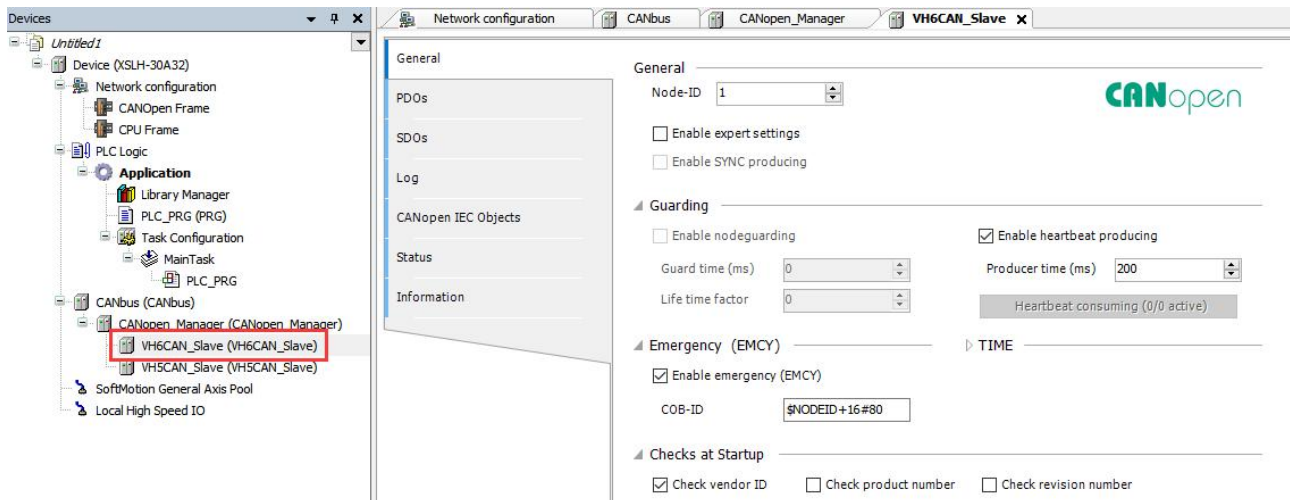 Devices
Untitled1
Device (XSLH-30A32)
Network configuration
CANOpen Frame
CPU Frame
PLC Logic
Application
Library Manager
PLC_PRG (PRG)
Task Configuration
MainTask
PLC_PRG
CANbus (CANbus)
CANopen_Manager (CANopen_Manager)
VH6CAN_Slave (VH6CAN_Slave)
VH5CAN_Slave (VH5CAN_Slave)
SoftMotion General Axis Pool
Local High Speed IO
Network configuration CANbus CANopen_Manager VH6CAN_Slave
General
PDOs
SDOs
Log
CANopen IEC Objects
Status
Information
General
Node-ID 1
CANopen
Enable expert settings
Enable SYNC producing
Guarding
Enable nodeguarding Enable heartbeat producing
Guard time (ms) 0 Producer time (ms) 200
Life time factor 0 Heartbeat consuming (0/0 active)
Emergency (EMCY) TIME
Enable emergency (EMCY)
COB-ID $NODEID+16#80
Checks at Startup
Check vendor ID Check product number Check revision number